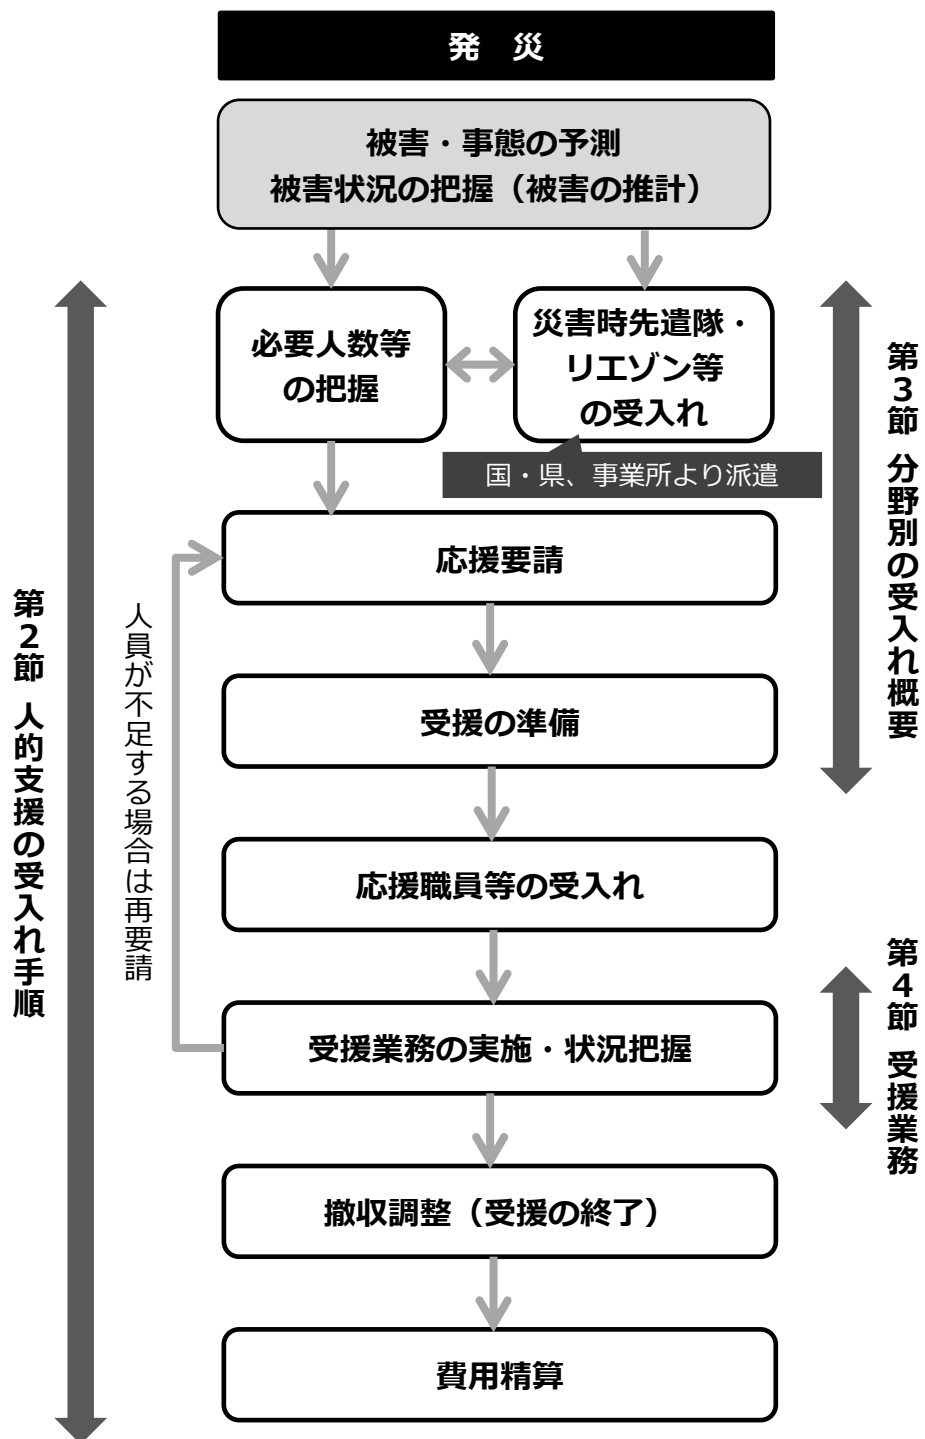 発　災
被害・事態の予測
被害状況の把握（被害の推計）
必要人数等
の把握
災害時先遣隊・
リエゾン等
の受入れ
国・県、事業所より派遣
応援要請
受援の準備
応援職員等の受入れ
受援業務の実施・状況把握
撤収調整（受援の終了）
費用精算
人員が不足する場合は再要請
第２節 人的支援の受入れ手順
第３節 分野別の受入れ概要
第４節 受援業務